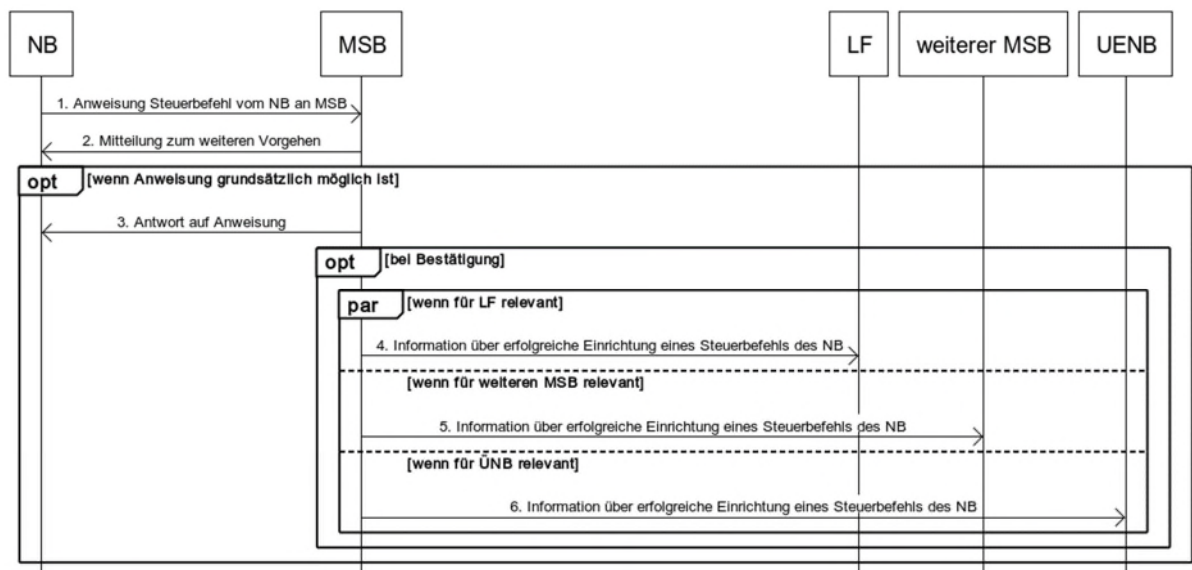 NB
MSB
LF
weiterer MSB
UENB
1. Anweisung Steuerbefehl vom NB an MSB
2. Mitteilung zum weiteren Vorgehen
opt
[wenn Anweisung grundsätzlich möglich ist]
3. Antwort auf Anweisung
opt
[bei Bestätigung]
par
[wenn für LF relevant]
4. Information über erfolgreiche Einrichtung eines Steuerbefehls des NB
[wenn für weiteren MSB relevant]
5. Information über erfolgreiche Einrichtung eines Steuerbefehls des NB
[wenn für ÜNB relevant]
6. Information über erfolgreiche Einrichtung eines Steuerbefehls des NB